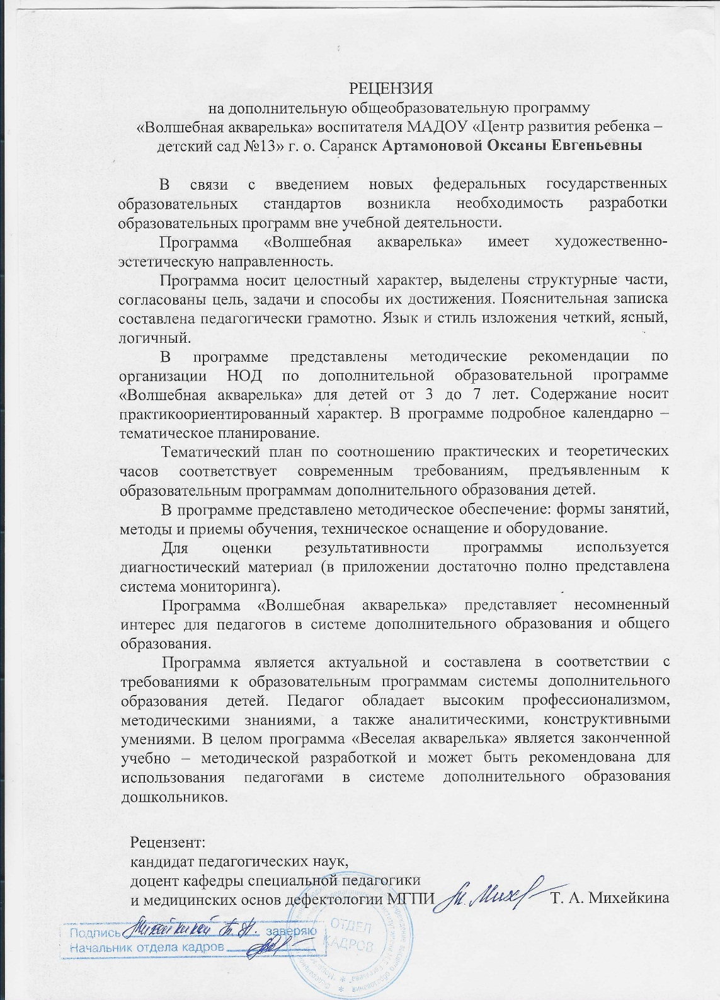 РЕЦЕНЗИЯ
на дополнительную общеобразовательную программу
«Волшебная акварелька» воспитателя МАДОУ «Центр развития ребенка –
детский сад №13» г. о. Саранск Артамоновой Оксаны Евгеньевны
В связи с введением новых федеральных государственных
образовательных стандартов возникла необходимость разработки
образовательных программ вне учебной деятельности.
Программа «Волшебная акварелька» имеет художественно-
эстетическую направленность.
Программа носит целостный характер, выделены структурные части,
согласованы цель, задачи и способы их достижения. Пояснительная записка
составлена педагогически грамотно. Язык и стиль изложения четкий, ясный,
логичный.
В программе представлены методические рекомендации по
организации НОД по дополнительной образовательной программе
«Волшебная акварелька» для детей от 3 до 7 лет. Содержание носит
практикоориентированный характер. В программе подробное календарно –
тематическое планирование.
Тематический план по соотношению практических и теоретических
часов соответствует современным требованиям, предъявленным к
образовательным программам дополнительного образования детей.
В программе представлено методическое обеспечение: формы занятий,
методы и приемы обучения, техническое оснащение и оборудование.
Для оценки результативности программы используется
диагностический материал (в приложении достаточно полно представлена
система мониторинга).
Программа «Волшебная акварелька» представляет несомненный
интерес для педагогов в системе дополнительного образования и общего
образования.
Программа является актуальной и составлена в соответствии с
требованиями к образовательным программам системы дополнительного
образования детей. Педагог обладает высоким профессионализмом,
методическими знаниями, а также аналитическими, конструктивными
умениями. В целом программа «Веселая акварелька» является законченной
учебно – методической разработкой и может быть рекомендована для
использования педагогами в системе дополнительного образования
дошкольников.
Рецензент:
кандидат педагогических наук,
доцент кафедры специальной педагогики
и медицинских основ дефектологии МГПИ Т. А. Михейкина
Подпись Михейкиной Т. А. заверяю
Начальник отдела кадров
ОТДЕЛ
КАДРОВ